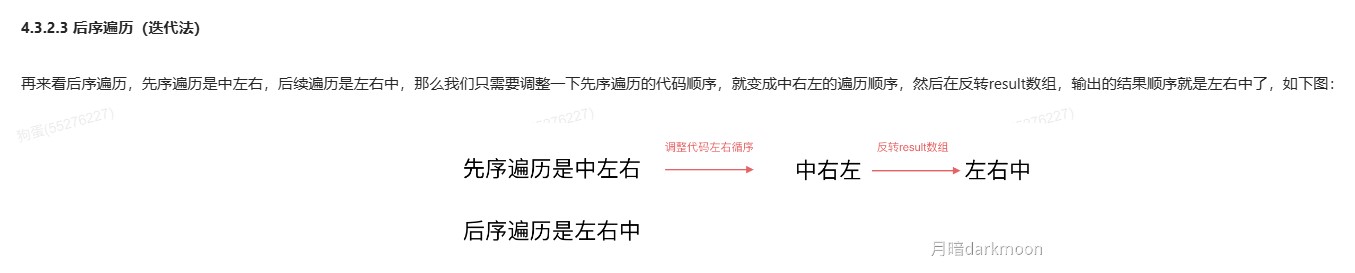 4.3.2.3 后序遍历（迭代法）
再来看后序遍历，先序遍历是中左右，后续遍历是左右中，那么我们只需要调整一下先序遍历的代码顺序，就变成中右左的遍历顺序，然后在反转result数组，输出的结果顺序就是左右中了，如下图：
狗蛋(55276227)
调整代码左右循序
反转result数组
先序遍历是中左右
中右左
左右中
后序遍历是左右中
月暗darkmoon